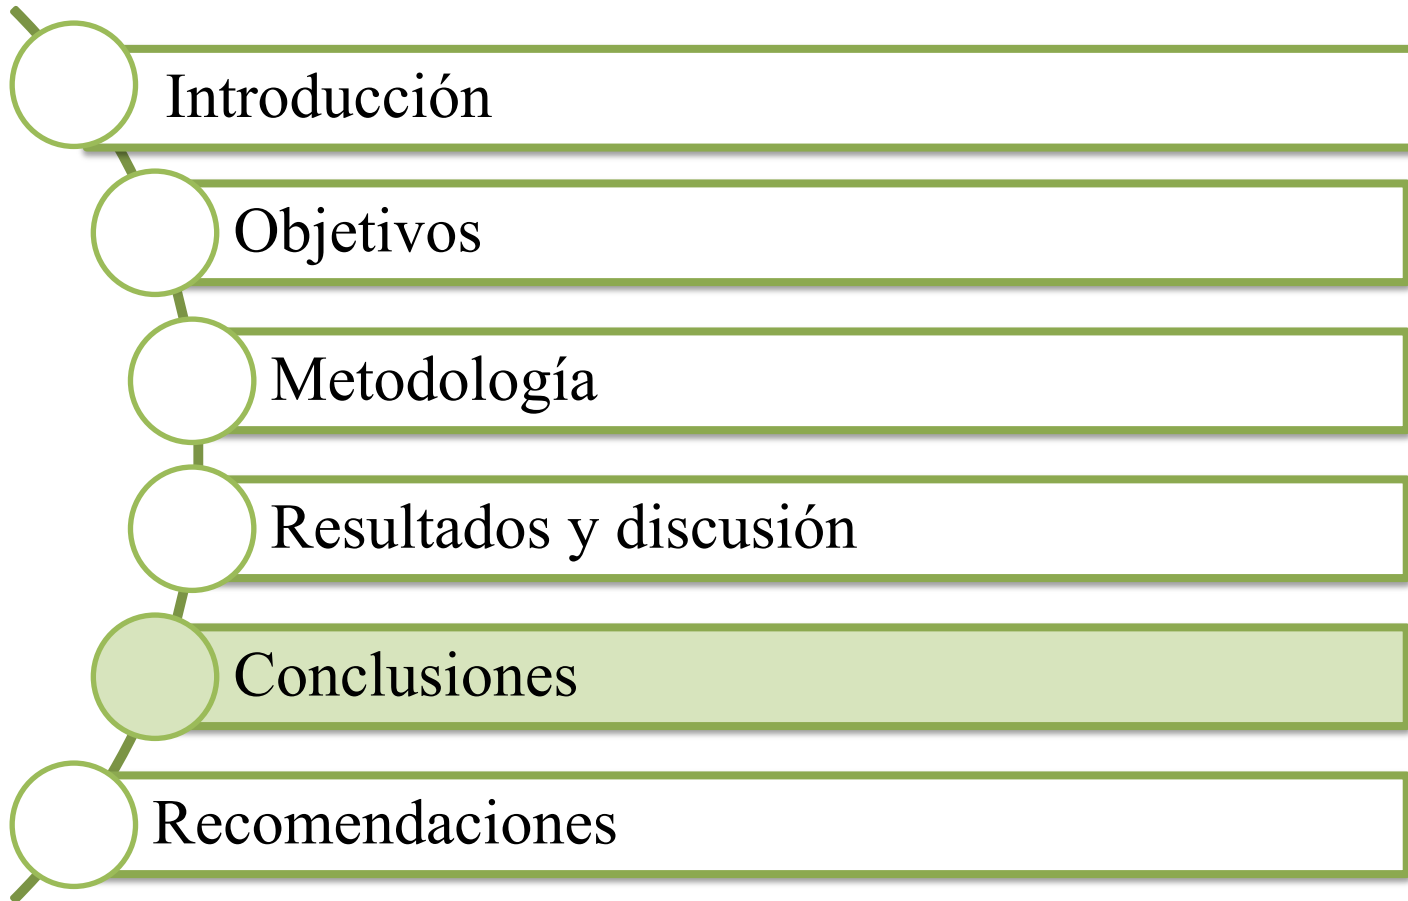 Introducción
Objetivos
Metodología
Resultados y discusión
Conclusiones
Recomendaciones